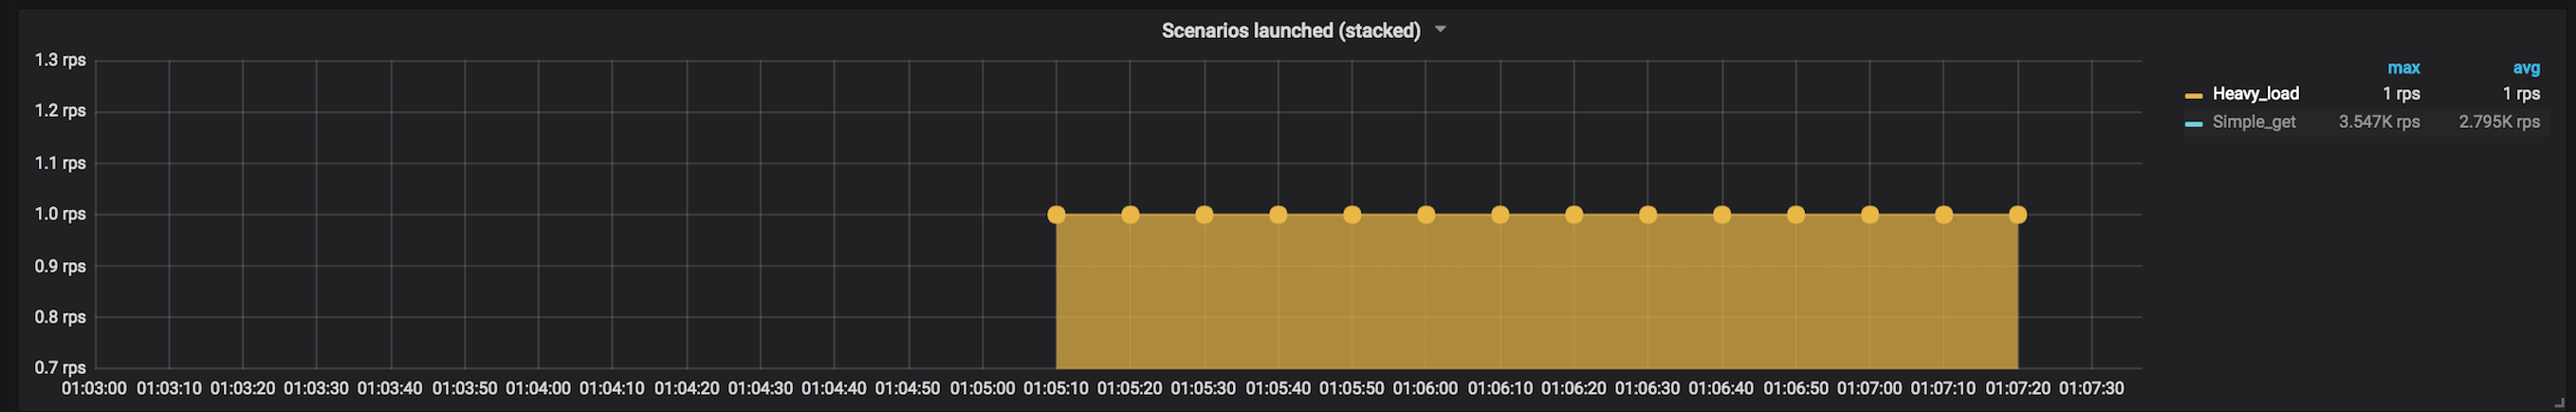 Scenarios launched (stacked)
1.3 rps
1.2 rps
1.1 rps
1.0 rps
0.9 rps
0.8 rps
0.7 rps
01:03:00 01:03:10 01:03:20 01:03:30 01:03:40 01:03:50 01:04:00 01:04:10 01:04:20 01:04:30 01:04:40 01:04:50 01:05:00 01:05:10 01:05:20 01:05:30 01:05:40 01:05:50 01:06:00 01:06:10 01:06:20 01:06:30 01:06:40 01:06:50 01:07:00 01:07:10 01:07:20 01:07:30
max avg
Heavy_load 1 rps 1 rps
Simple_get 3.547K rps 2.795K rps